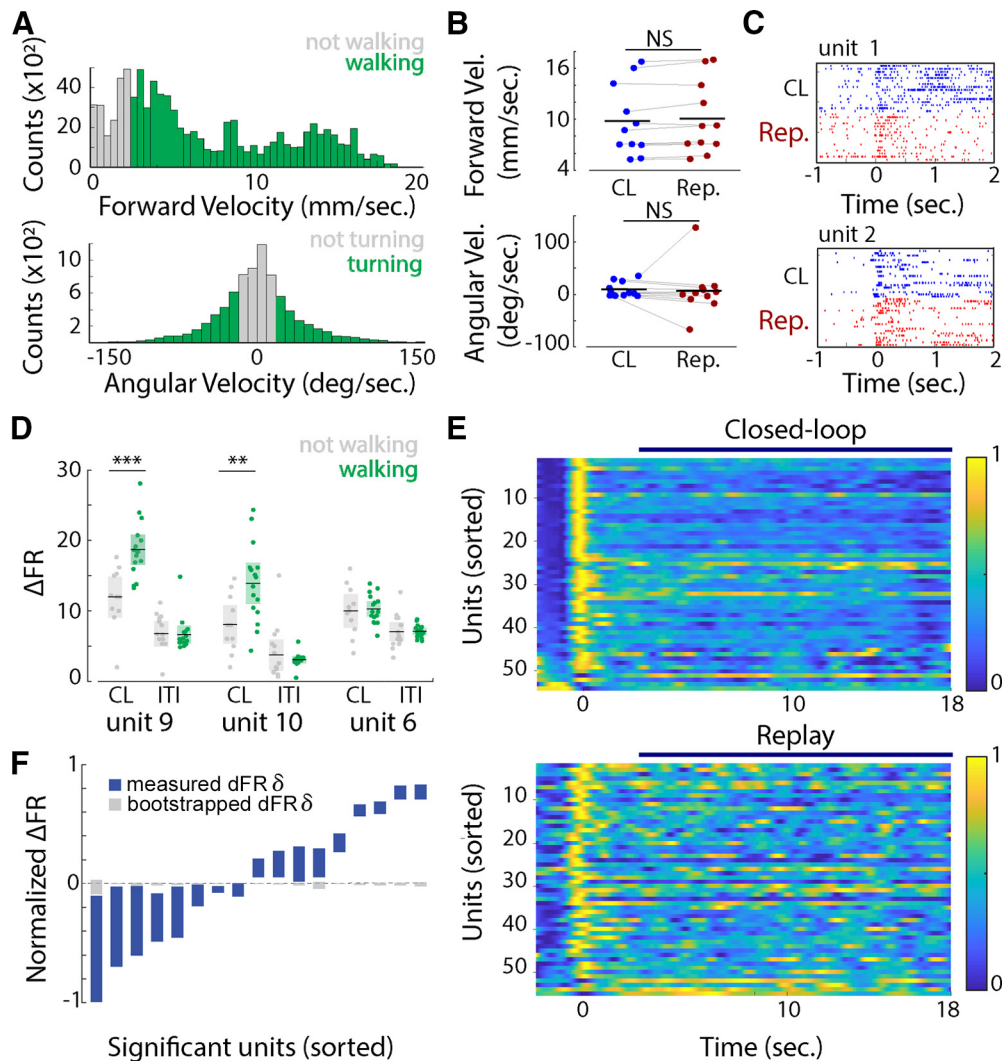 A
not walking
walking
Counts (x10²)
40
20
0
0
10
20
Forward Velocity (mm/sec.)
not turning
turning
Counts (x10²)
10
8
6
4
2
0
-150
0
150
Angular Velocity (deg/sec.)
B
NS
Forward Vel.
(mm/sec.)
16
10
4
CL
Rep.
NS
Angular Vel.
(deg/sec.)
100
0
-100
CL
Rep.
C
unit 1
CL
Rep.
-1
0
1
2
Time (sec.)
unit 2
CL
Rep.
-1
0
1
2
Time (sec.)
D
not walking
walking
ΔFR
30
20
10
0
***
**
CL
ITI
CL
ITI
CL
ITI
unit 9
unit 10
unit 6
E
Closed-loop
Units (sorted)
10
20
30
40
50
0
10
18
1
0
Replay
Units (sorted)
10
20
30
40
50
0
10
18
1
0
Time (sec.)
F
Normalized ΔFR
1
0
-1
measured dFR δ
bootstrapped dFR δ
Significant units (sorted)